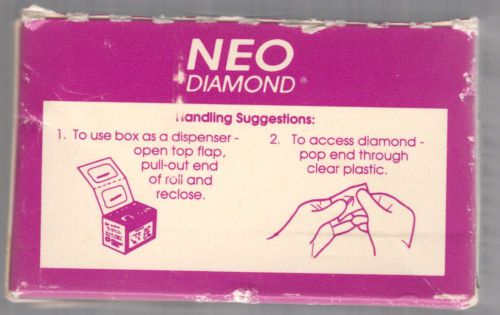 NEO
DIAMOND®
Handling Suggestions:
1. To use box as a dispenser -
open top flap,
pull-out end
of roll and
reclose.
2. To access diamond -
pop end through
clear plastic.